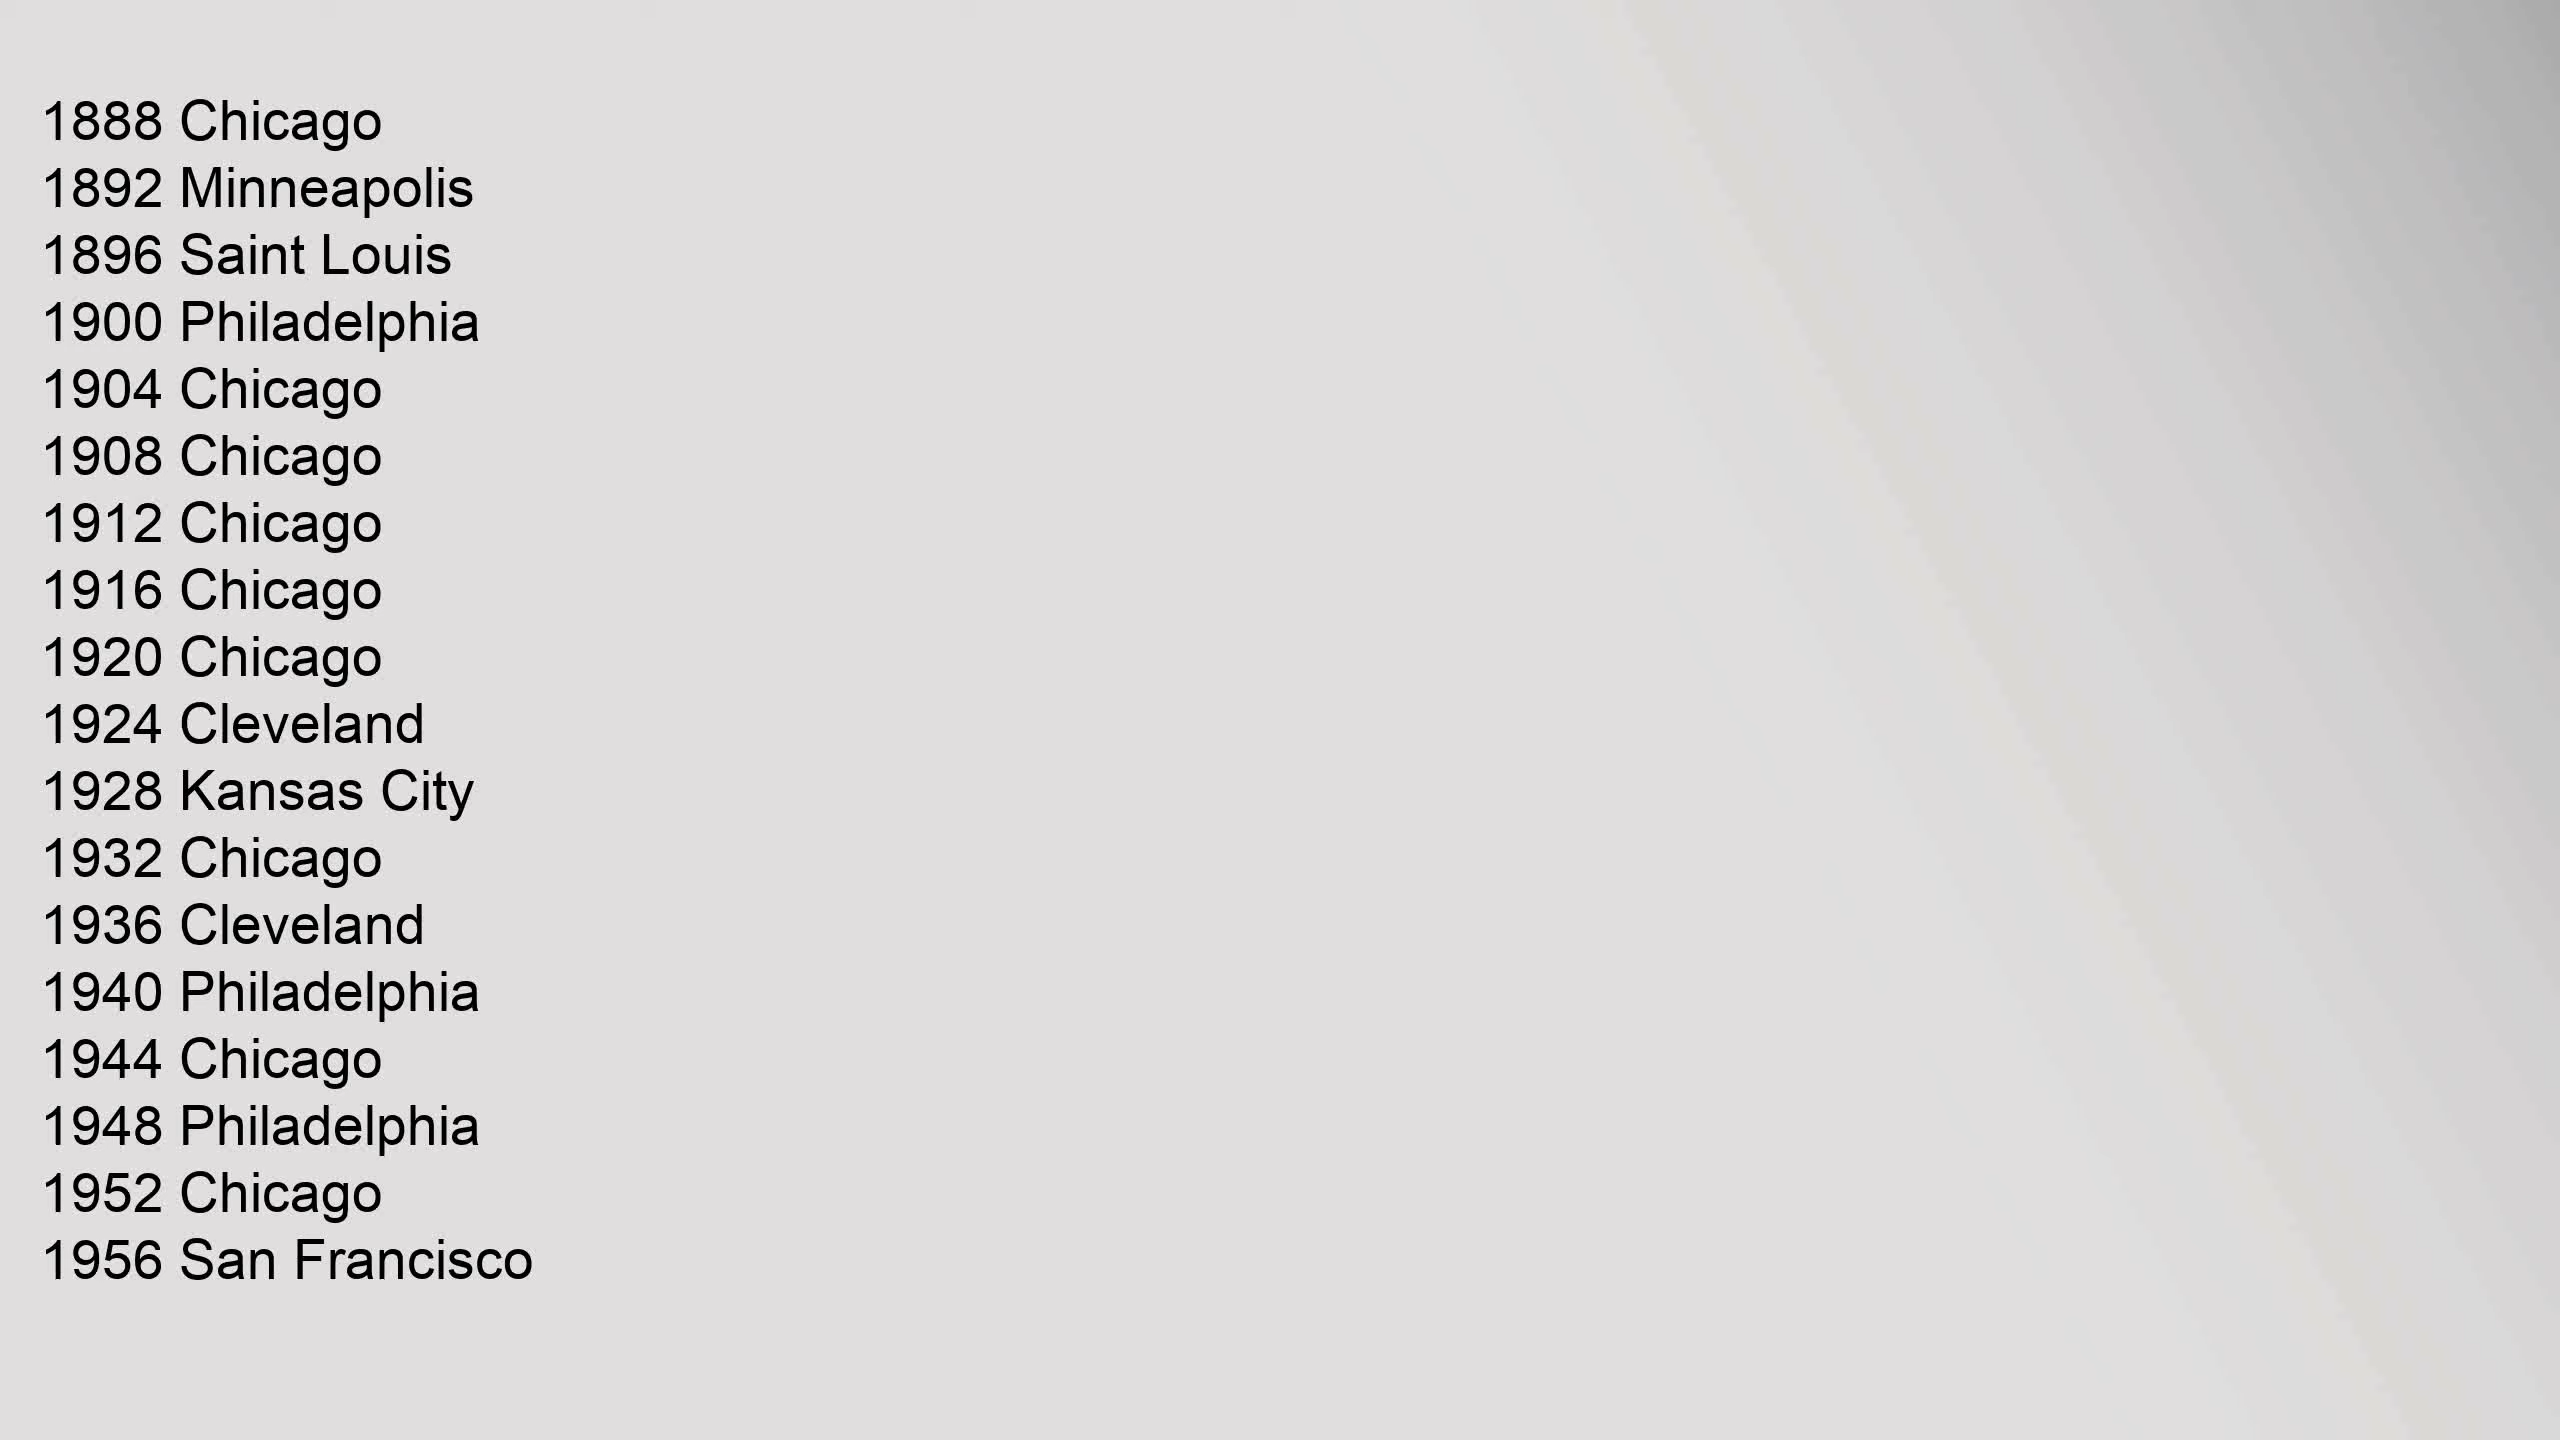 1888 Chicago
1892 Minneapolis
1896 Saint Louis
1900 Philadelphia
1904 Chicago
1908 Chicago
1912 Chicago
1916 Chicago
1920 Chicago
1924 Cleveland
1928 Kansas City
1932 Chicago
1936 Cleveland
1940 Philadelphia
1944 Chicago
1948 Philadelphia
1952 Chicago
1956 San Francisco